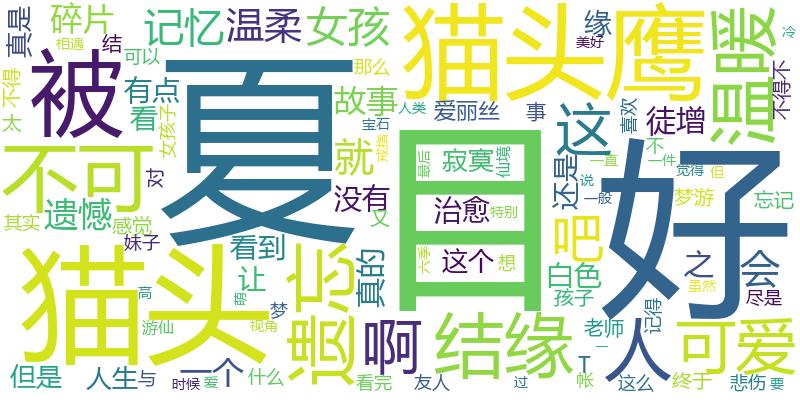 真是 碎片 记忆 温柔 女孩 猫头鹰 缘 美好 温暖 冷
相遇 结 可以 那么
不得 被 夏 有点 故事 人类 爱丽丝 事 这 喜欢 徒增 不得不
太 看 女孩子 宝石 戒指
不可 对 就 目 最后 寂寞 仙境 还是 一直 不 一件 觉得 但 好
遗憾 感觉 没有 又 治愈 特别 说 一般 梦游 忘记
其实 妹子 看到 真的 六季 这个 想 吧 之 会
猫头 高 萌 让 遗忘 白色 虽然 尽是
游仙 梦 视角 啊 结缘 孩子 老师 记得 人 可爱
但是 人生 与 时候 一个 爱 什么 看完 友人 过 T 一 帐 这么 终于 悲伤 要